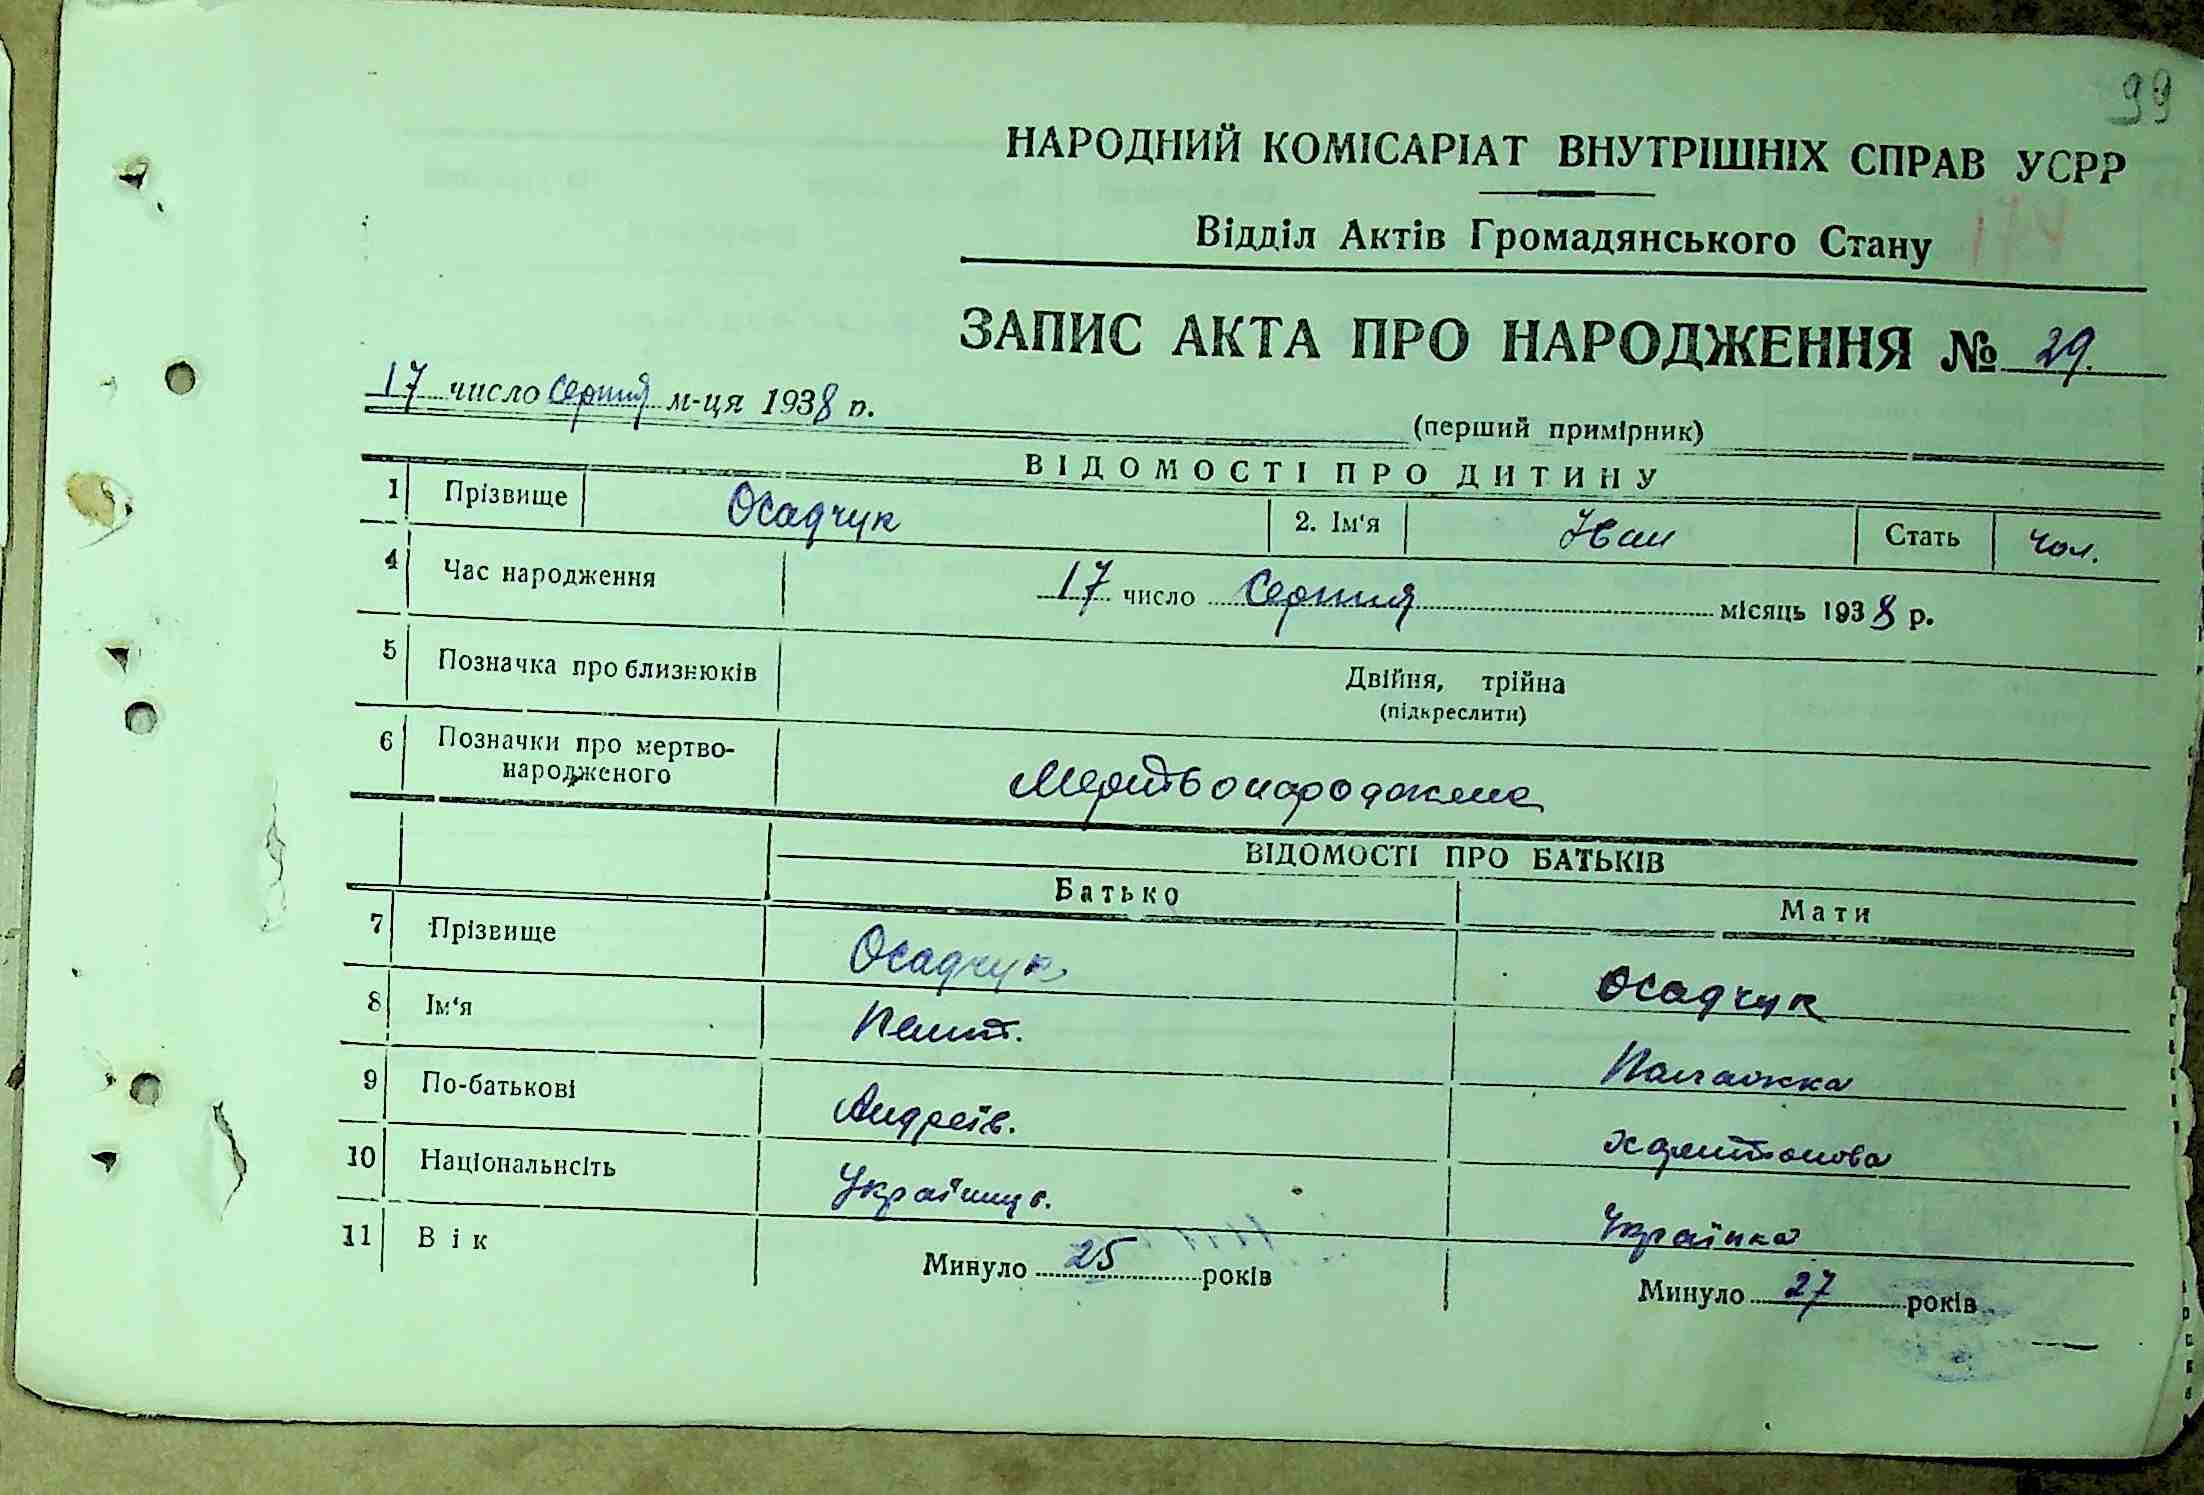 99
НАРОДНИЙ КОМІСАРІАТ ВНУТРІШНІХ СПРАВ УСРР
Відділ Актів Громадянського Стану
ЗАПИС АКТА ПРО НАРОДЖЕННЯ № 29.
17 число Серпня м-ця 1938 р.
(перший примірник)
ВІДОМОСТІ ПРО ДИТИНУ
1 Прізвище Осадчук 2. Ім'я Іван Стать чол.
4 Час народження 17 число Серпня місяць 1938 р.
5 Позначка про близнюків Двійня, трійна
(підкреслити)
6 Позначки про мертво-
народженого Мертвонароджене
ВІДОМОСТІ ПРО БАТЬКІВ
Батько Мати
7 Прізвище Осадчук Осадчук
8 Ім'я
9 По-батькові Андреїв. Харитонова
10 Національнсіть Українец. Українка
11 Вік Минуло 25 років Минуло 27 років